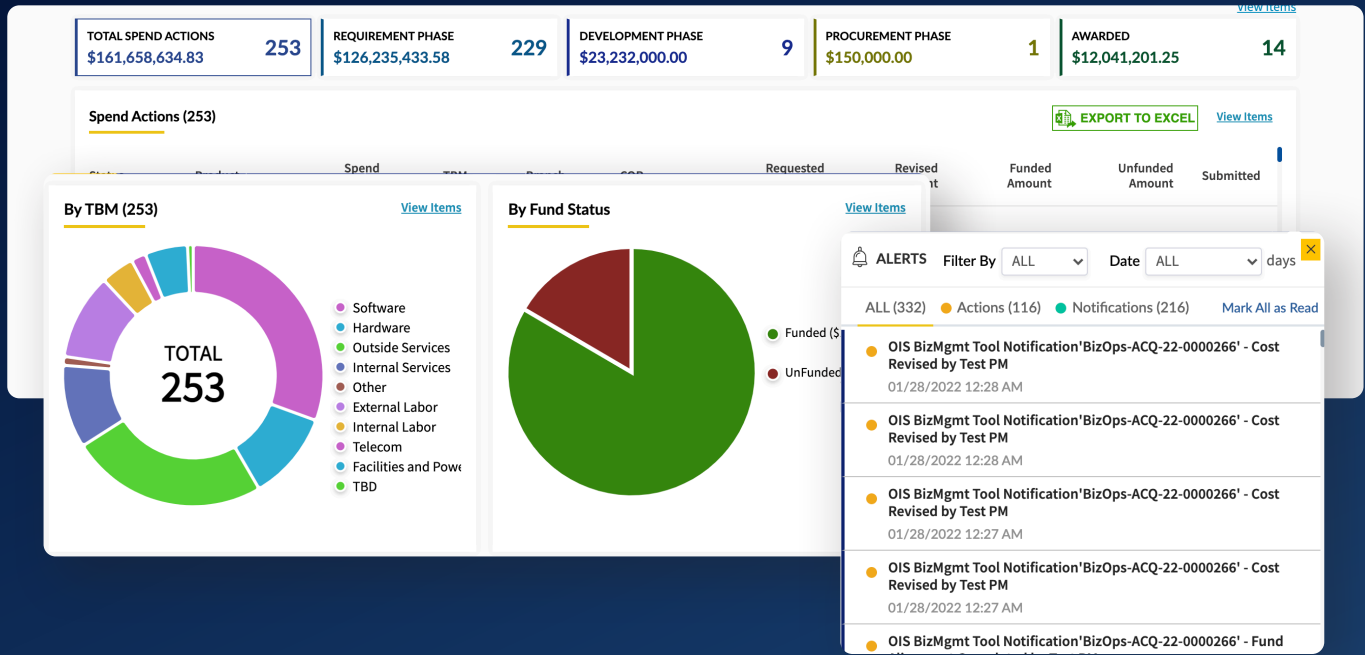 View Items
TOTAL SPEND ACTIONS
$161,658,634.83
253
REQUIREMENT PHASE
$126,235,433.58
229
DEVELOPMENT PHASE
$23,232,000.00
9
PROCUREMENT PHASE
$150,000.00
1
AWARDED
$12,041,201.25
14
Spend Actions (253)
EXPORT TO EXCEL
View Items
Spend
Requested
Revised
Funded
Amount
Unfunded
Amount
Submitted
By TBM (253)
View Items
TOTAL
253
Software
Hardware
Outside Services
Internal Services
Other
External Labor
Internal Labor
Telecom
Facilities and Powe
TBD
By Fund Status
View Items
Funded ($
UnFunded
ALERTS
Filter By
ALL
Date
ALL
days
ALL (332)
Actions (116)
Notifications (216)
Mark All as Read
OIS BizMgmt Tool Notification'BizOps-ACQ-22-0000266' - Cost
Revised by Test PM
01/28/2022 12:28 AM
OIS BizMgmt Tool Notification'BizOps-ACQ-22-0000266' - Cost
Revised by Test PM
01/28/2022 12:28 AM
OIS BizMgmt Tool Notification'BizOps-ACQ-22-0000266' - Cost
Revised by Test PM
01/28/2022 12:27 AM
OIS BizMgmt Tool Notification'BizOps-ACQ-22-0000266' - Cost
Revised by Test PM
01/28/2022 12:27 AM
OIS BizMgmt Tool Notification'BizOps-ACQ-22-0000266' - Fund